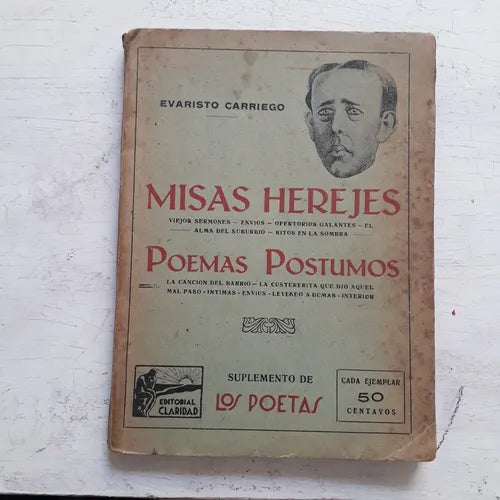 EVARISTO CARRIEGO
MISAS HEREJES
VIEJOS SERMONES - ENVIOS - OFERTORIOS GALANTES - EL
ALMA DEL SUBURBIO - RITOS EN LA SOMBRA
POEMAS POSTUMOS
LA CANCION DEL BARRIO - LA COSTURERITA QUE DIO AQUEL
MAL PASO - INTIMAS - ENVIOS - LEYENDO A DUMAS - INTERIOR
EDITORIAL
CLARIDAD
SUPLEMENTO DE
LOS POETAS
CADA EJEMPLAR
50
CENTAVOS